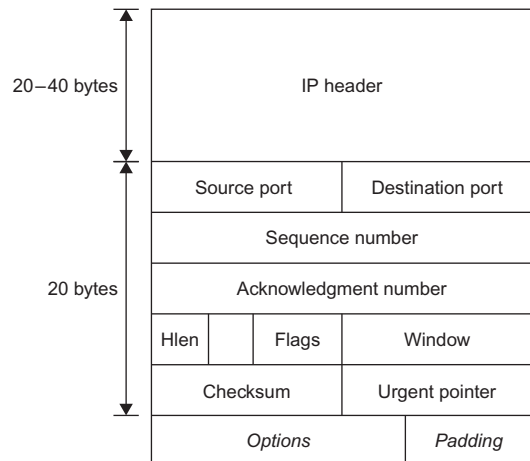 20–40 bytes
IP header
Source port
Destination port
Sequence number
20 bytes
Acknowledgment number
Hlen
Flags
Window
Checksum
Urgent pointer
Options
Padding